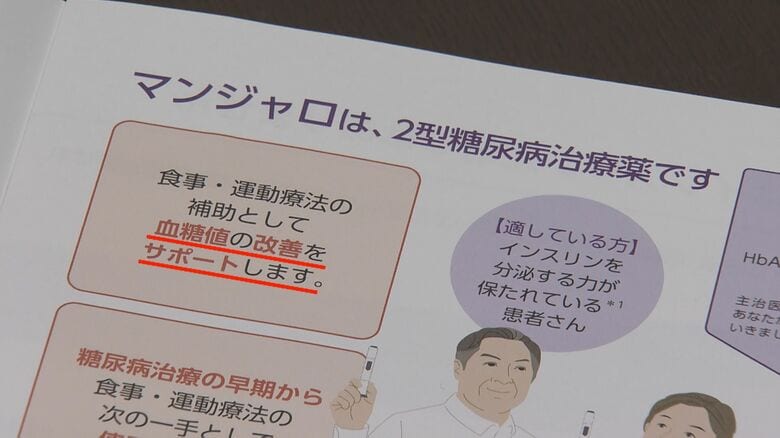 マンジャロは、2型糖尿病治療薬です
食事・運動療法の
補助として
血糖値の改善を
サポートします。
【適している方】
インスリンを
分泌する力が
保たれている*1
患者さん
糖尿病治療の早期から
食事・運動療法の
次の一手として
HbA
主治医
あなたが
いきまし